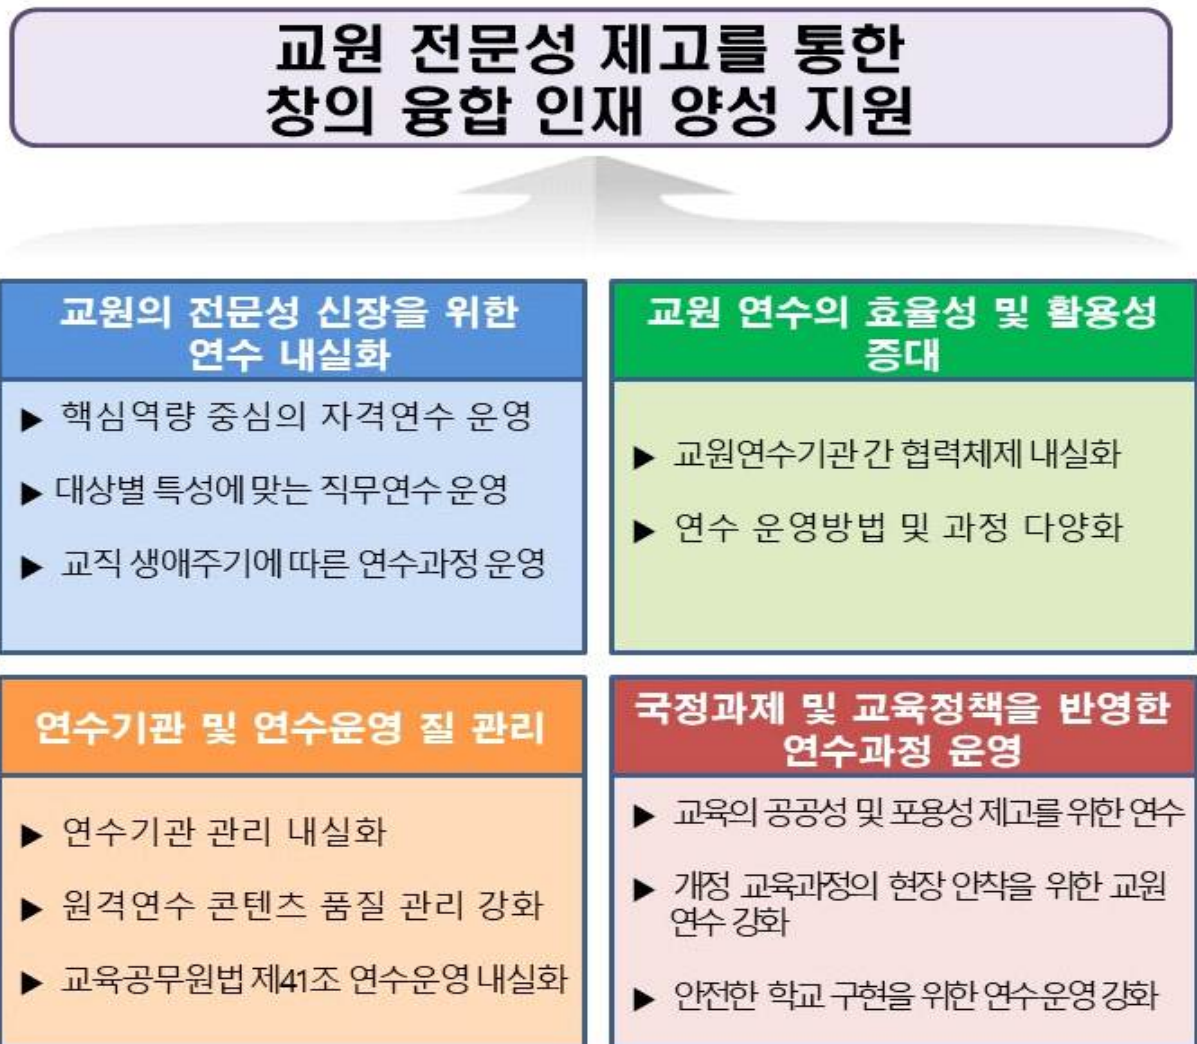 교원 전문성 제고를 통한
창의 융합 인재 양성 지원
교원의 전문성 신장을 위한
연수 내실화
▶ 핵심역량 중심의 자격연수 운영
▶ 대상별 특성에 맞는 직무연수 운영
▶ 교직 생애주기에 따른 연수과정 운영
교원 연수의 효율성 및 활용성
증대
▶ 교원연수기관 간 협력체제 내실화
▶ 연수 운영방법 및 과정 다양화
연수기관 및 연수운영 질 관리
▶ 연수기관 관리 내실화
▶ 원격연수 콘텐츠 품질 관리 강화
▶ 교육공무원법 제41조 연수운영 내실화
국정과제 및 교육정책을 반영한
연수과정 운영
▶ 교육의 공공성 및 포용성 제고를 위한 연수
▶ 개정 교육과정의 현장 안착을 위한 교원
연수 강화
▶ 안전한 학교 구현을 위한 연수운영 강화